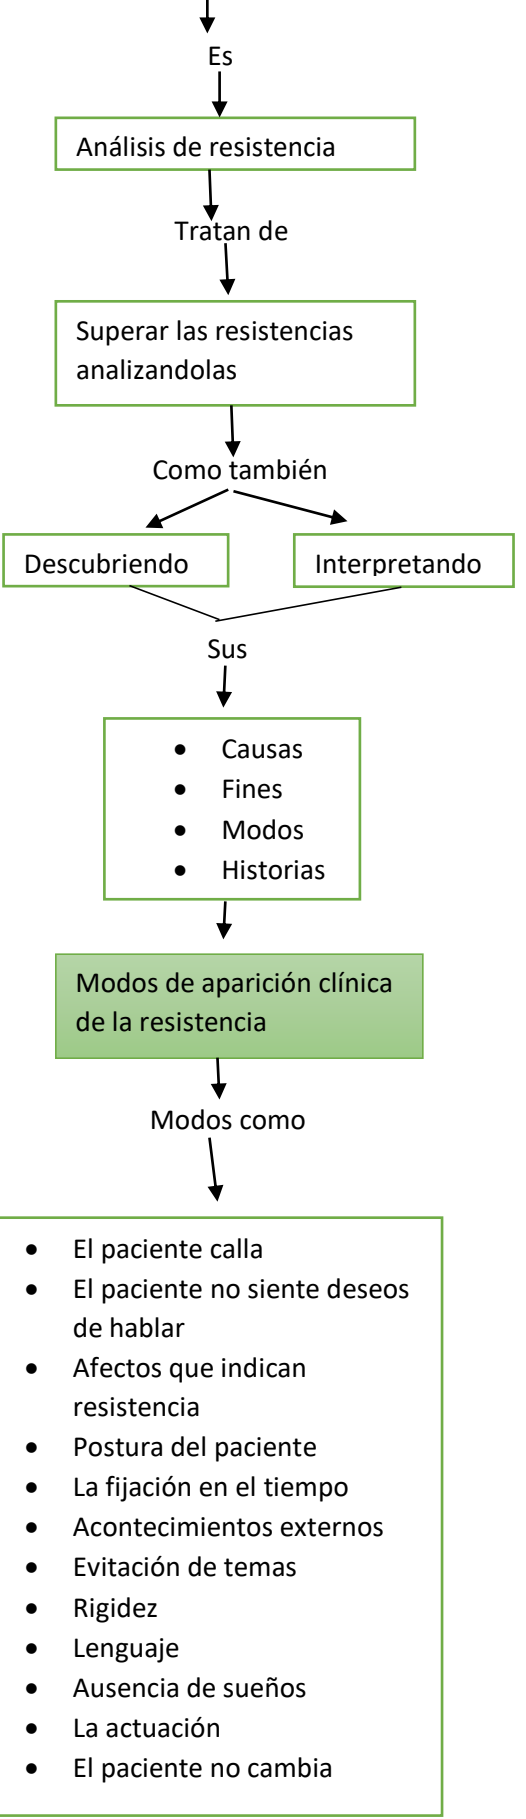 Es
Análisis de resistencia
Tratan de
Superar las resistencias
analizandolas
Como también
Descubriendo
Interpretando
Sus
• Causas
• Fines
• Modos
• Historias
Modos de aparición clínica
de la resistencia
Modos como
• El paciente calla
• El paciente no siente deseos
de hablar
• Afectos que indican
resistencia
• Postura del paciente
• La fijación en el tiempo
• Acontecimientos externos
• Evitación de temas
• Rigidez
• Lenguaje
• Ausencia de sueños
• La actuación
• El paciente no cambia